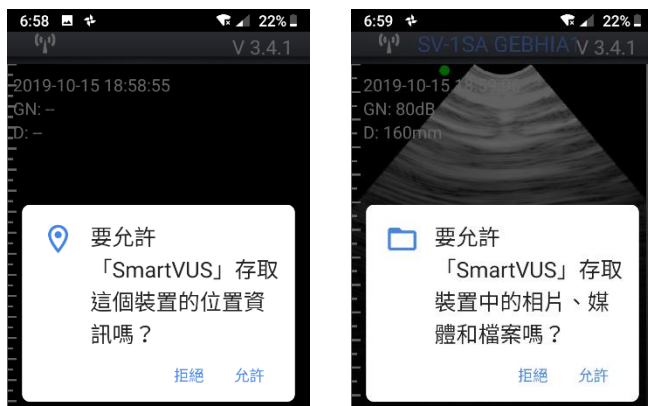 6:58 22%
V 3.4.1
2019-10-15 18:58:55
GN: --
D: --
要允許
「SmartVUS」存取
這個裝置的位置資
訊嗎？
拒絕 允許
6:59 22%
SV-1SA V 3.4.1
2019-10-15
GN: 80dB
D: 160mm
要允許
「SmartVUS」存取
裝置中的相片、媒
體和檔案嗎？
拒絕 允許